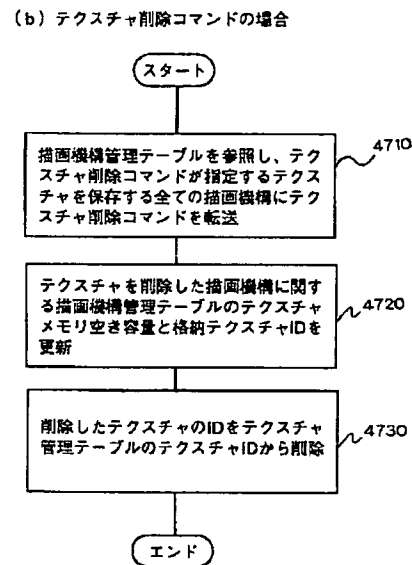 (b) テクスチャ削除コマンドの場合
スタート
描画機構管理テーブルを参照し、テク
スチャ削除コマンドが指定するテクス
チャを保存する全ての描画機構にテク
スチャ削除コマンドを転送
4710
テクスチャを削除した描画機構に関す
る描画機構管理テーブルのテクスチャ
メモリ空き容量と格納テクスチャIDを
更新
4720
削除したテクスチャのIDをテクスチャ
管理テーブルのテクスチャIDから削除
4730
エンド